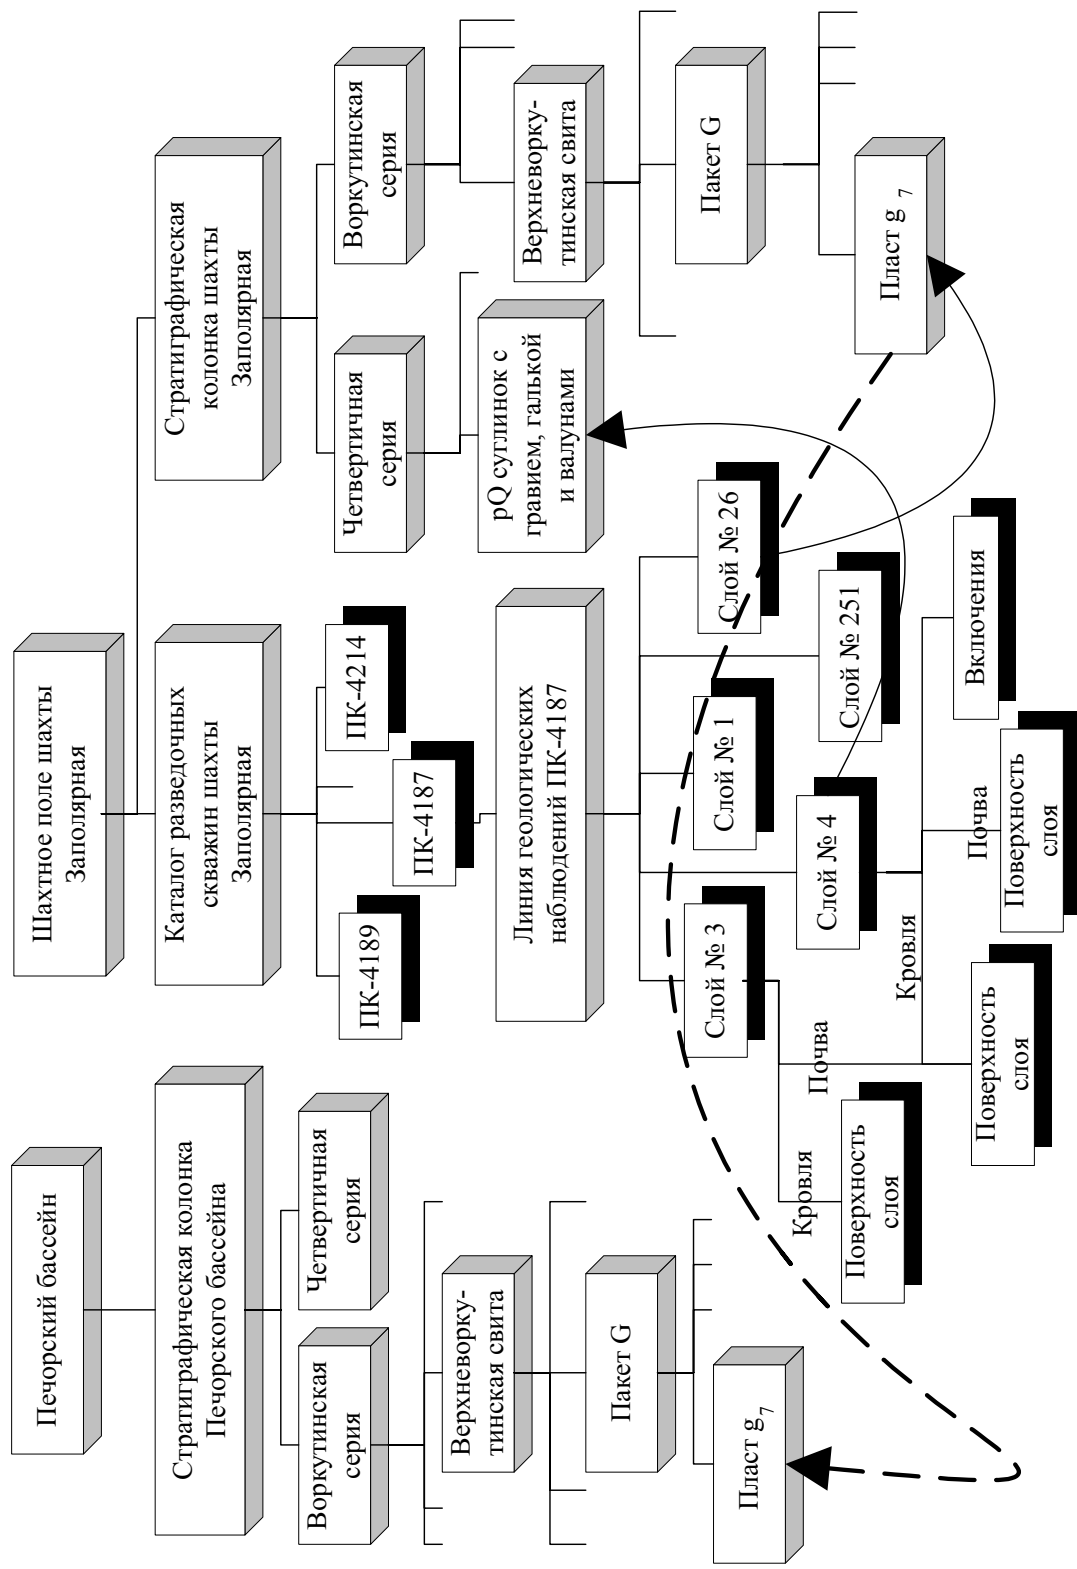 Печорский бассейн
Стратиграфическая колонка
Печорского бассейна
Воркутинская
серия
Четвертичная
серия
Верхневорку-
тинская свита
Пакет G
Пласт g 7
Шахтное поле шахты
Заполярная
Каталог разведочных
скважин шахты
Заполярная
ПК-4189
ПК-4187
ПК-4214
Линия геологических
наблюдений ПК-4187
Слой № 3
Слой № 4
Слой № 1
Слой № 251
Слой № 26
Кровля
Почва
Кровля
Почва
Поверхность
слоя
Поверхность
слоя
Поверхность
слоя
Включения
Стратиграфическая
колонка шахты
Заполярная
Четвертичная
серия
Воркутинская
серия
pQ суглинок с
гравием, галькой
и валунами
Верхневорку-
тинская свита
Пакет G
Пласт g 7